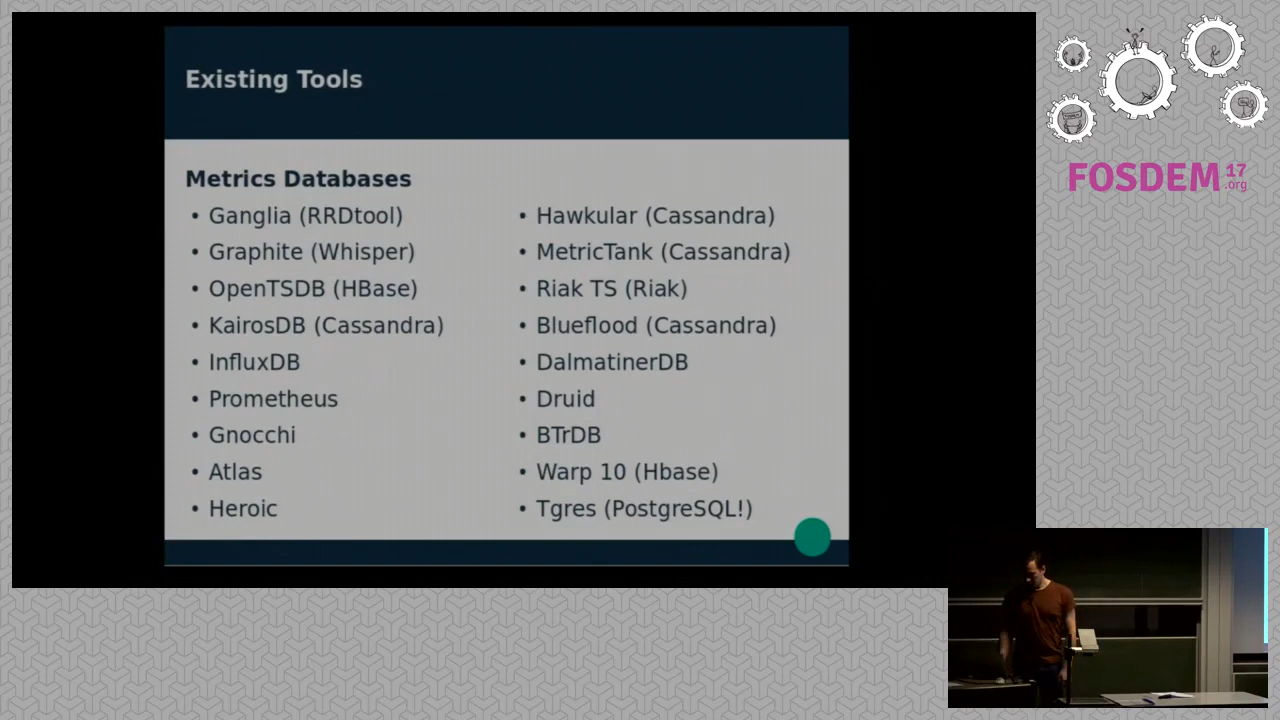 Existing Tools
Metrics Databases
• Ganglia (RRDtool)
• Graphite (Whisper)
• OpenTSDB (HBase)
• KairosDB (Cassandra)
• InfluxDB
• Prometheus
• Gnocchi
• Atlas
• Heroic
• Hawkular (Cassandra)
• MetricTank (Cassandra)
• Riak TS (Riak)
• Blueflood (Cassandra)
• DalmatinerDB
• Druid
• BTrDB
• Warp 10 (Hbase)
• Tgres (PostgreSQL!)
FOSDEM 17
.org